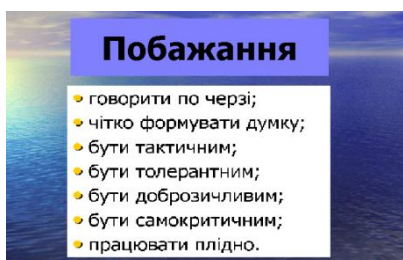 Побажання
говорити по черзі;
чітко формувати думку;
бути тактичним;
бути толерантним;
бути доброзичливим;
бути самокритичним;
працювати плідно.